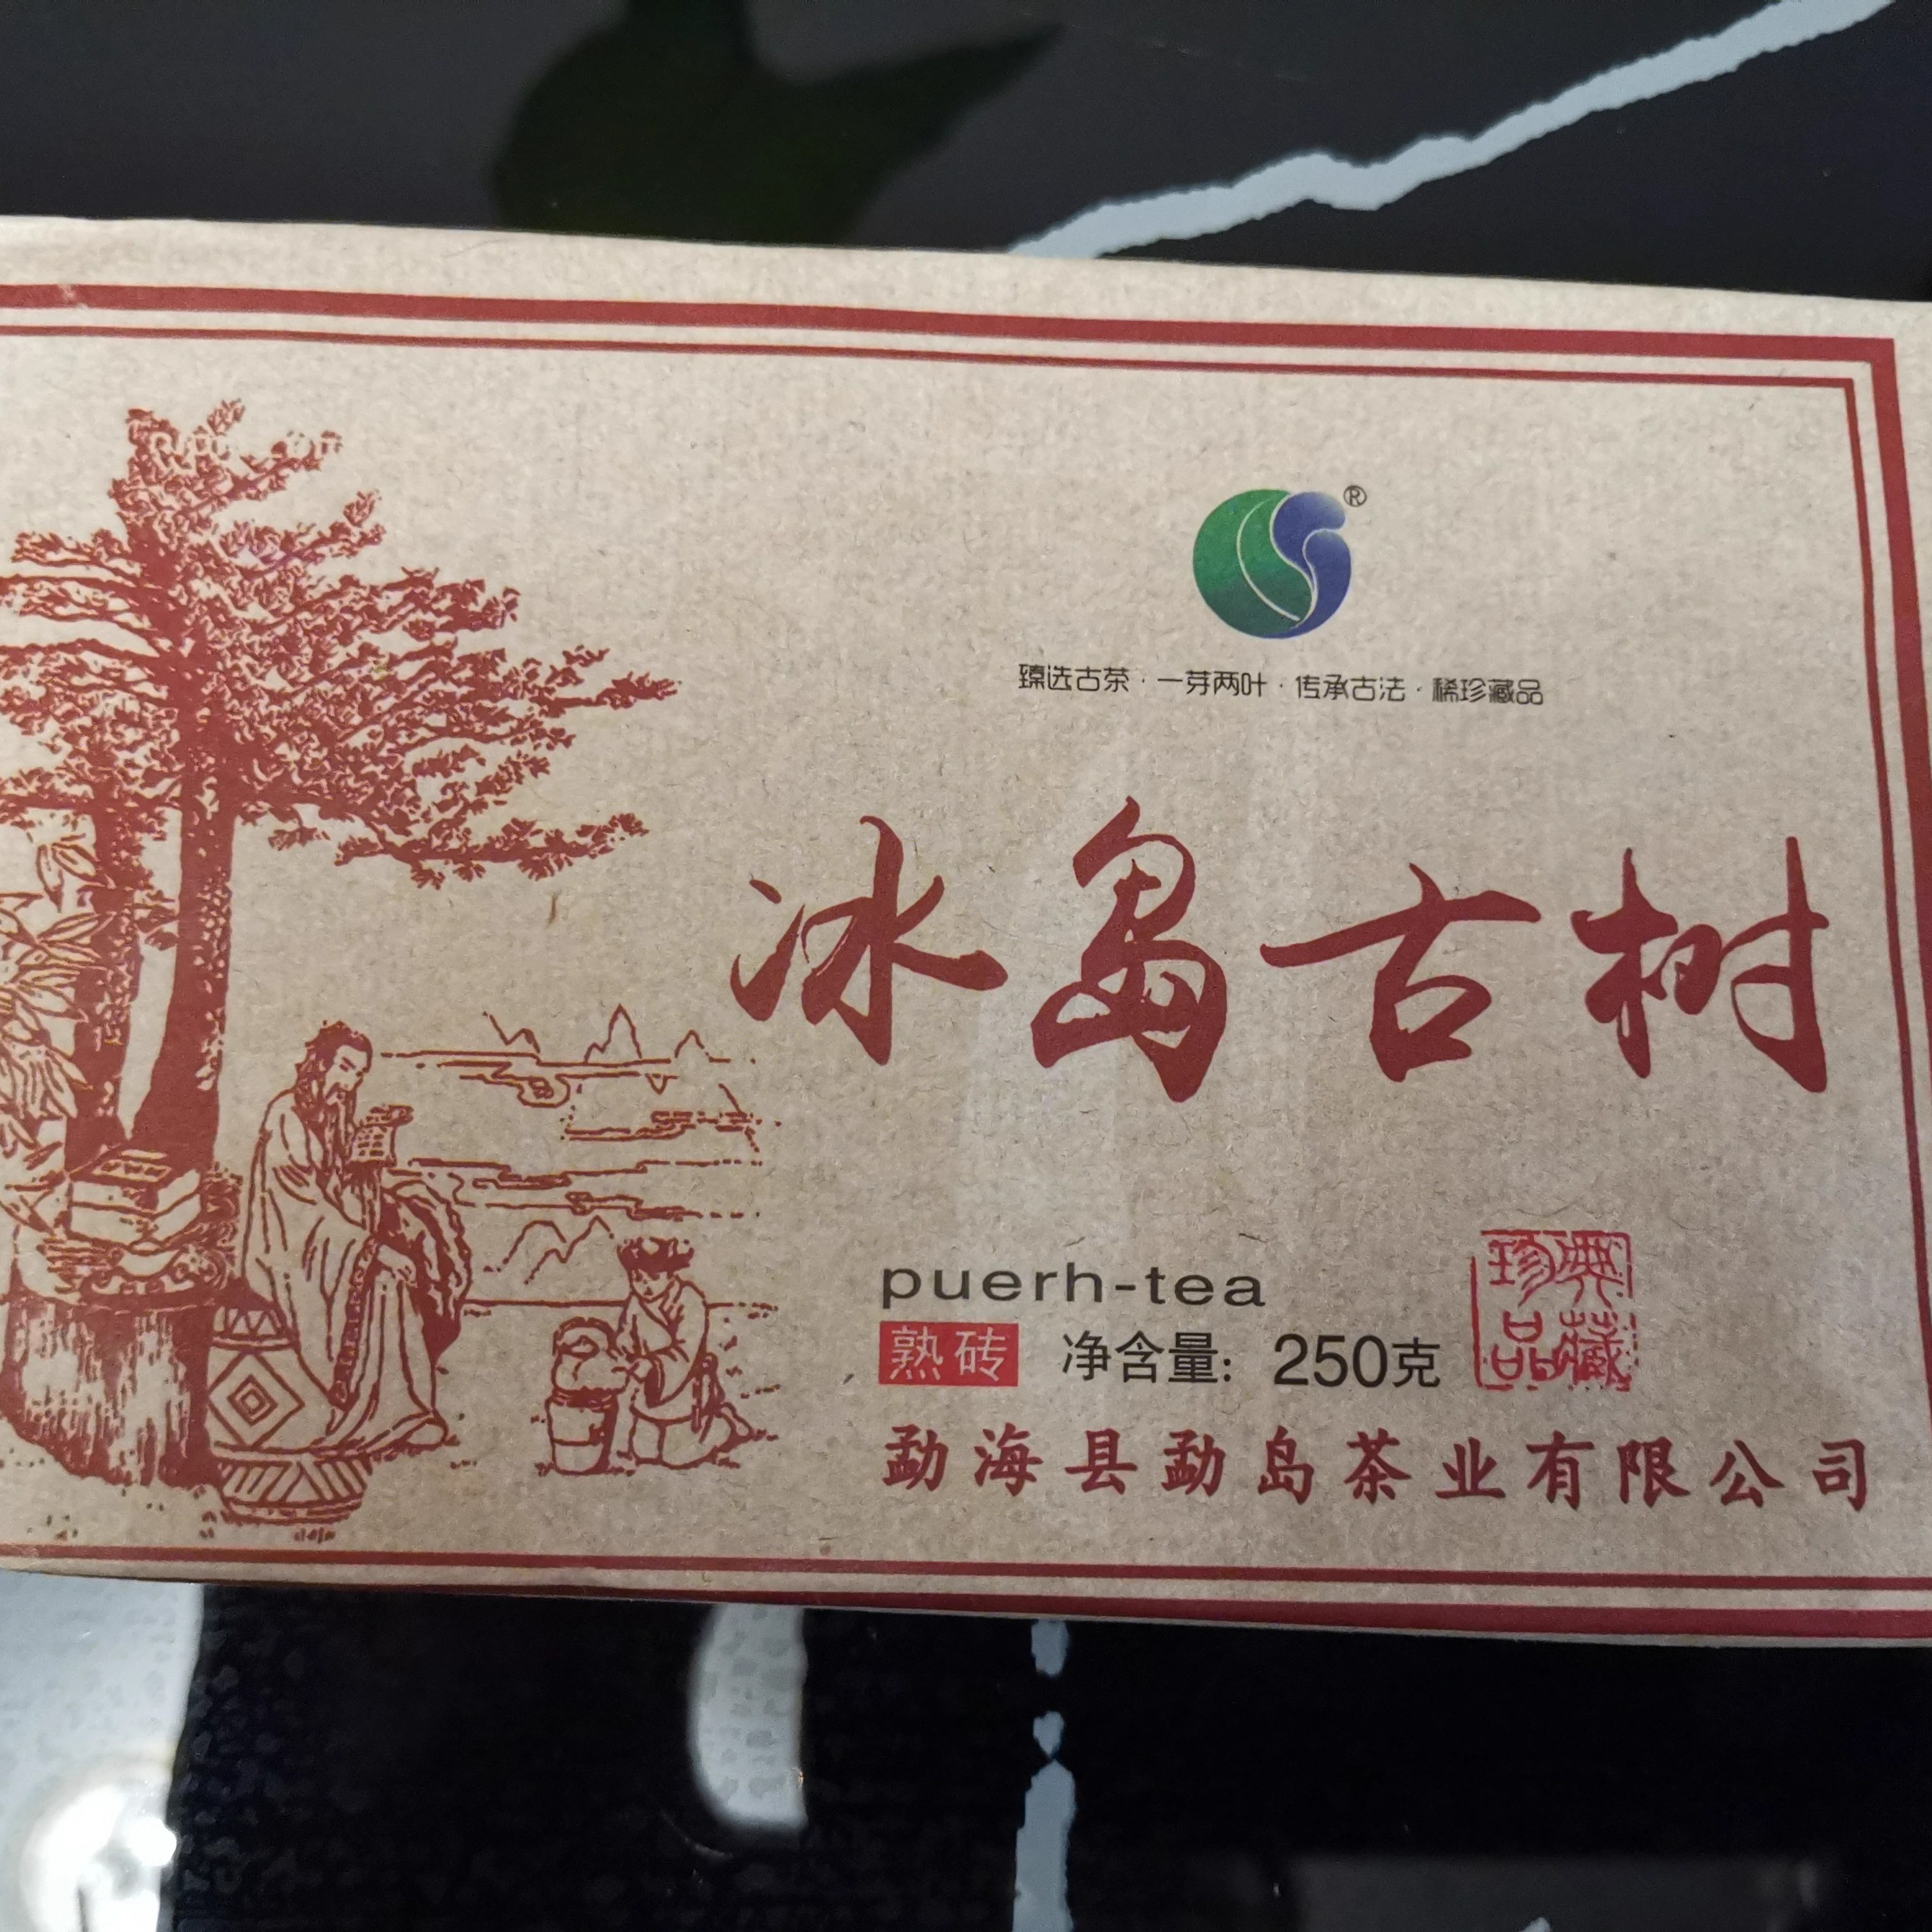 ®
臻选古茶·一芽两叶·传承古法·稀珍藏品
冰岛古树
puerh-tea
熟砖 净含量：250克
典藏
珍品
勐海县勐岛茶业有限公司